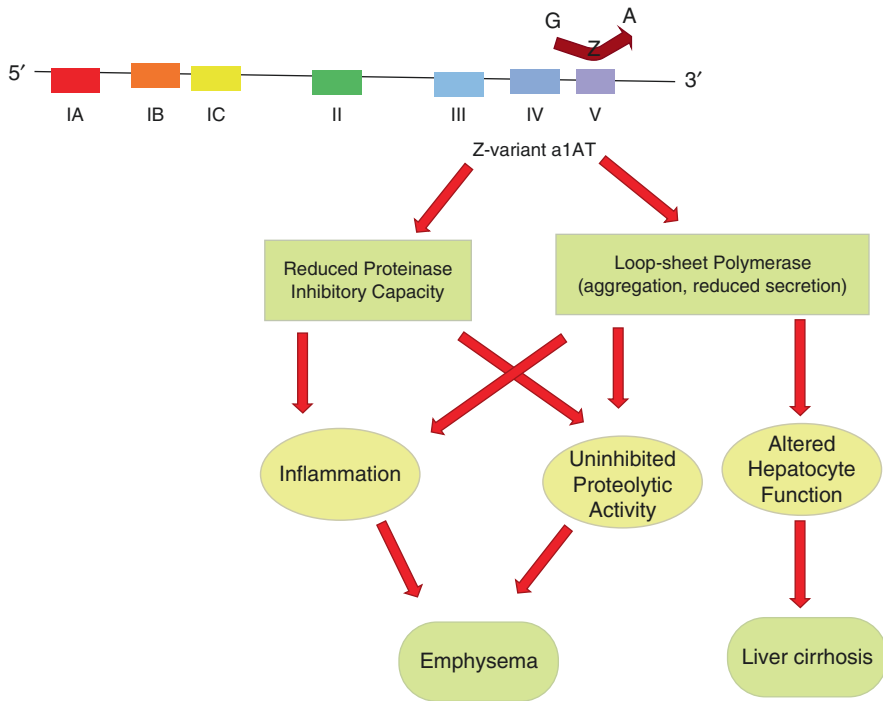 G A
Z
5′ 3′
IA IB IC II III IV V
Z-variant a1AT
Reduced Proteinase
Inhibitory Capacity
Loop-sheet Polymerase
(aggregation, reduced secretion)
Inflammation
Uninhibited
Proteolytic
Activity
Altered
Hepatocyte
Function
Emphysema
Liver cirrhosis